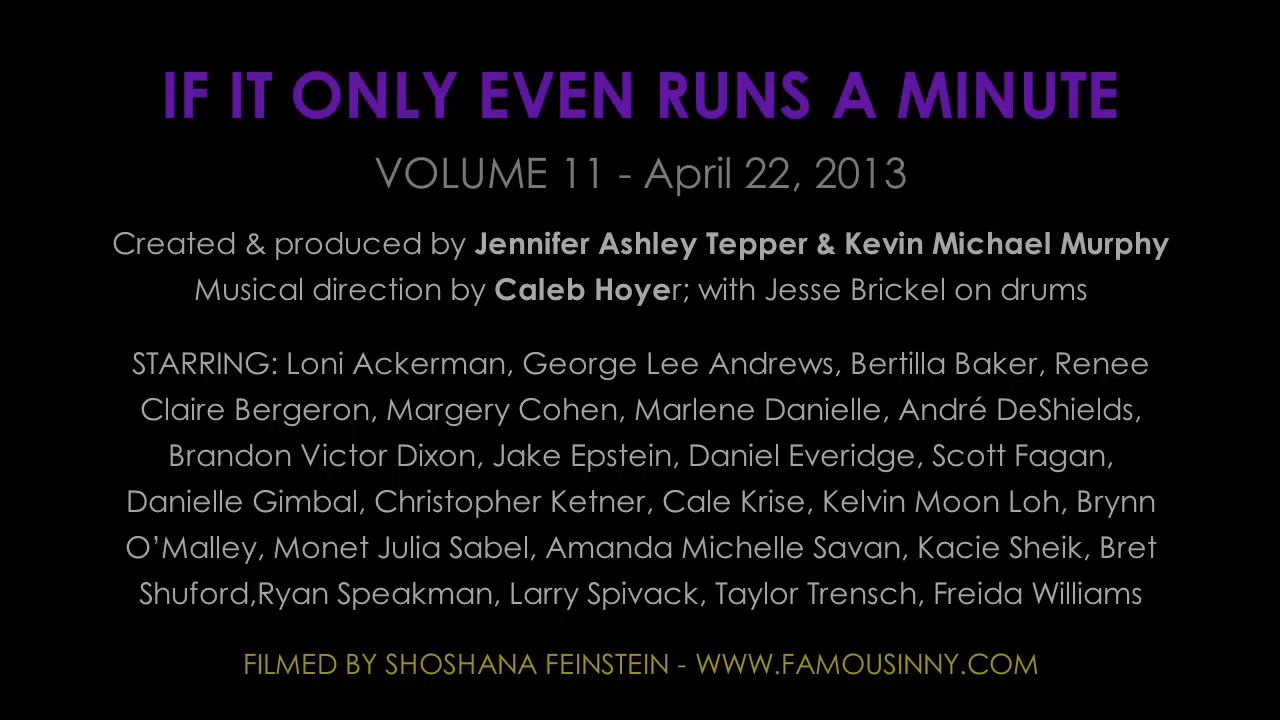 IF IT ONLY EVEN RUNS A MINUTE
VOLUME 11 - April 22, 2013
Created & produced by Jennifer Ashley Tepper & Kevin Michael Murphy
Musical direction by Caleb Hoyer; with Jesse Brickel on drums
STARRING: Loni Ackerman, George Lee Andrews, Bertilla Baker, Renee
Claire Bergeron, Margery Cohen, Marlene Danielle, André DeShields,
Brandon Victor Dixon, Jake Epstein, Daniel Everidge, Scott Fagan,
Danielle Gimbal, Christopher Ketner, Cale Krise, Kelvin Moon Loh, Brynn
O’Malley, Monet Julia Sabel, Amanda Michelle Savan, Kacie Sheik, Bret
Shuford,Ryan Speakman, Larry Spivack, Taylor Trensch, Freida Williams
FILMED BY SHOSHANA FEINSTEIN - WWW.FAMOUSINNY.COM